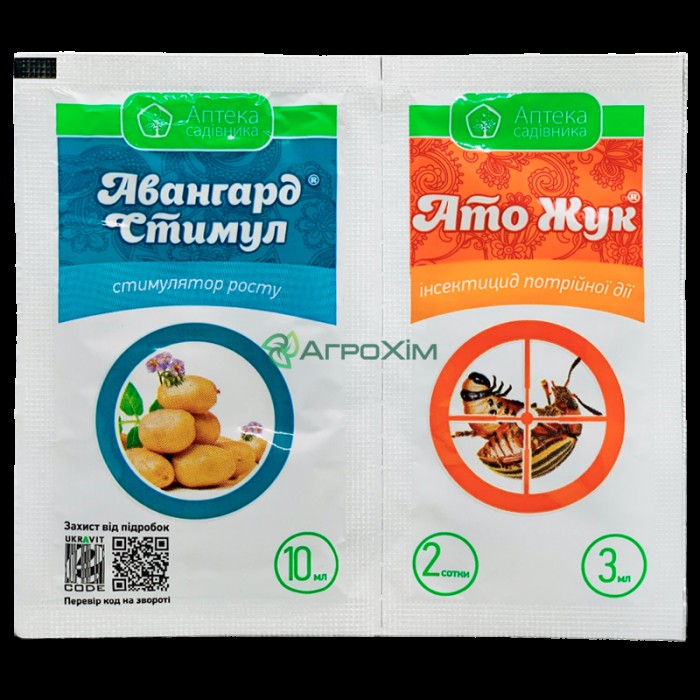 Аптека
садівника
Авангард®
Стимул
стимулятор росту
Захист від підробок
UKRAVIT
CODE
Перевір код на звороті
10 мл
Аптека
садівника
Ато Жук®
інсектицид потрійної дії
2 сотки
3 мл
АГРОХІМ